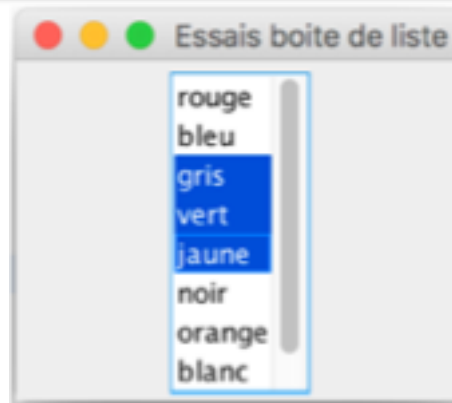 Essais boite de liste
rouge
bleu
gris
vert
jaune
noir
orange
blanc